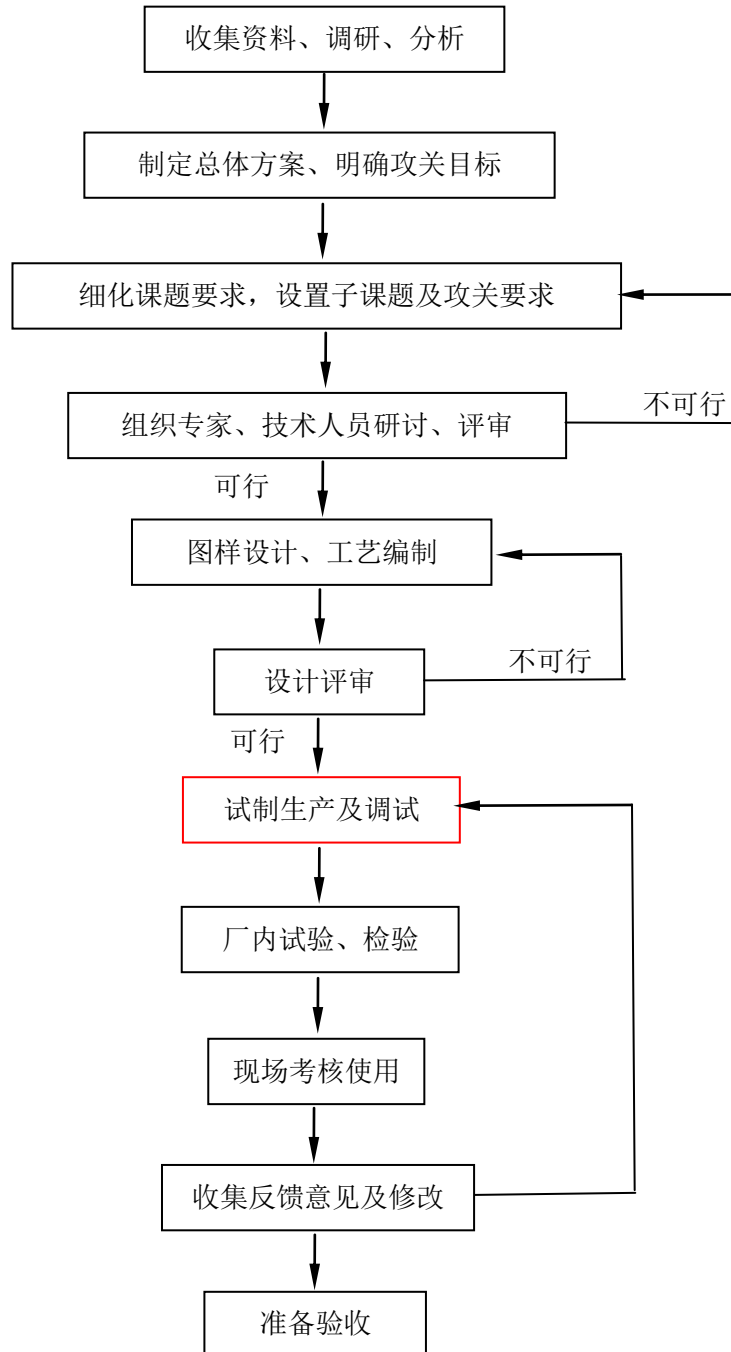 收集资料、调研、分析
制定总体方案、明确攻关目标
细化课题要求，设置子课题及攻关要求
组织专家、技术人员研讨、评审
不可行
可行
图样设计、工艺编制
设计评审
不可行
可行
试制生产及调试
厂内试验、检验
现场考核使用
收集反馈意见及修改
准备验收